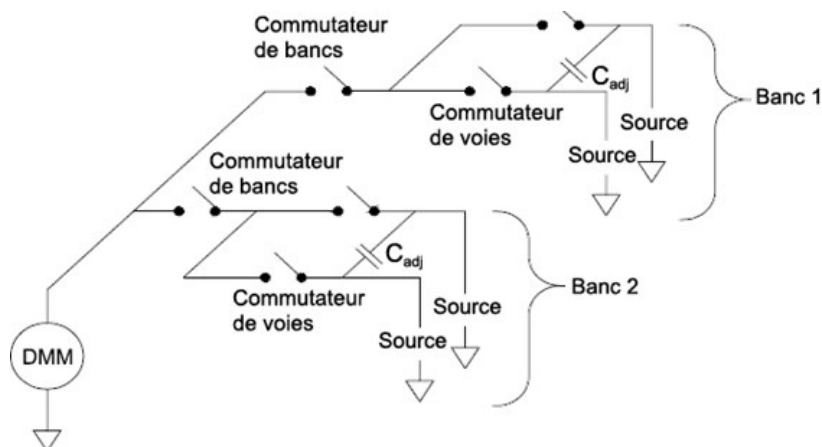 Commutateur
de bancs
C adj
Commutateur
de voies
Source
Source
Banc 1
Commutateur
de bancs
C adj
Commutateur
de voies
Source
Source
Banc 2
DMM